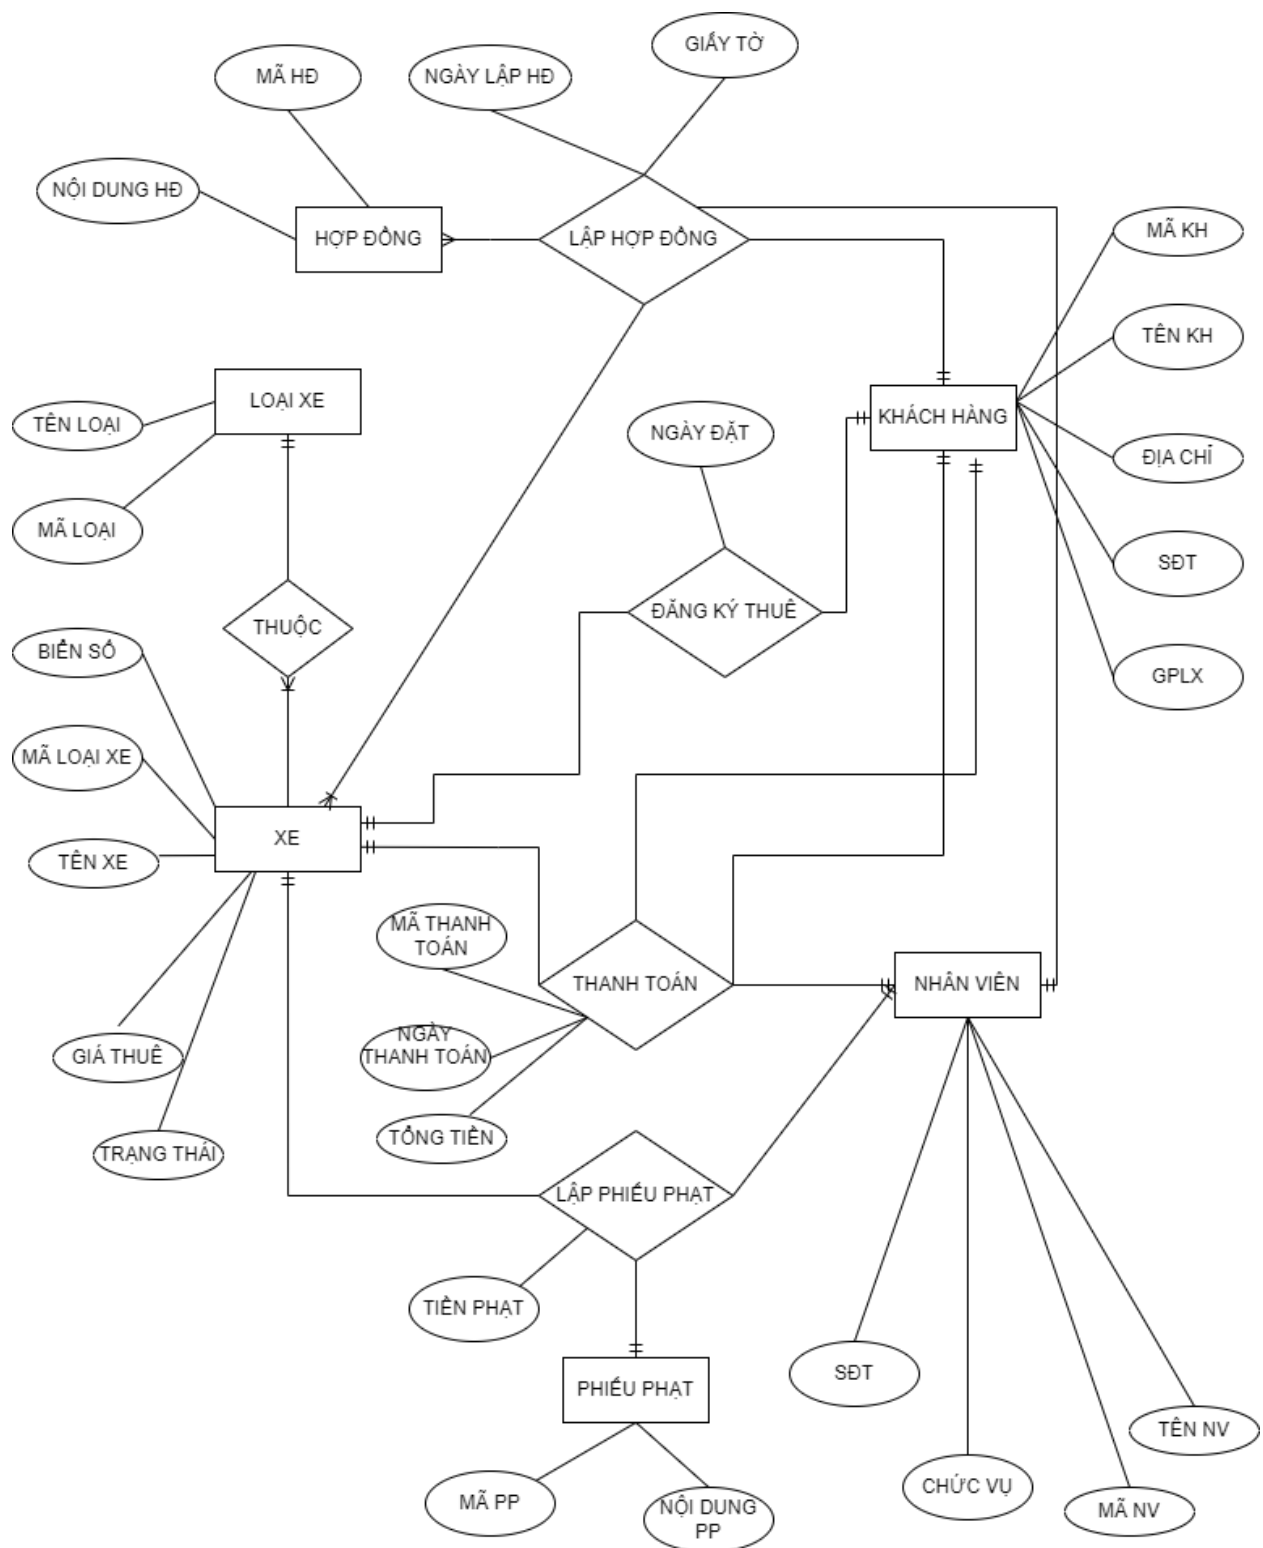 GIẤY TỜ
MÃ HĐ
NGÀY LẬP HĐ
NỘI DUNG HĐ
HỢP ĐỒNG
LẬP HỢP ĐỒNG
MÃ KH
TÊN KH
LOẠI XE
TÊN LOẠI
KHÁCH HÀNG
NGÀY ĐẶT
ĐỊA CHỈ
MÃ LOẠI
SĐT
ĐĂNG KÝ THUÊ
THUỘC
BIỂN SỐ
GPLX
MÃ LOẠI XE
XE
TÊN XE
MÃ THANH
TOÁN
THANH TOÁN
NHÂN VIÊN
NGÀY
THANH TOÁN
GIÁ THUÊ
TỔNG TIỀN
TRẠNG THÁI
LẬP PHIẾU PHẠT
TIỀN PHẠT
SĐT
PHIẾU PHẠT
TÊN NV
CHỨC VỤ
MÃ PP
NỘI DUNG
PP
MÃ NV